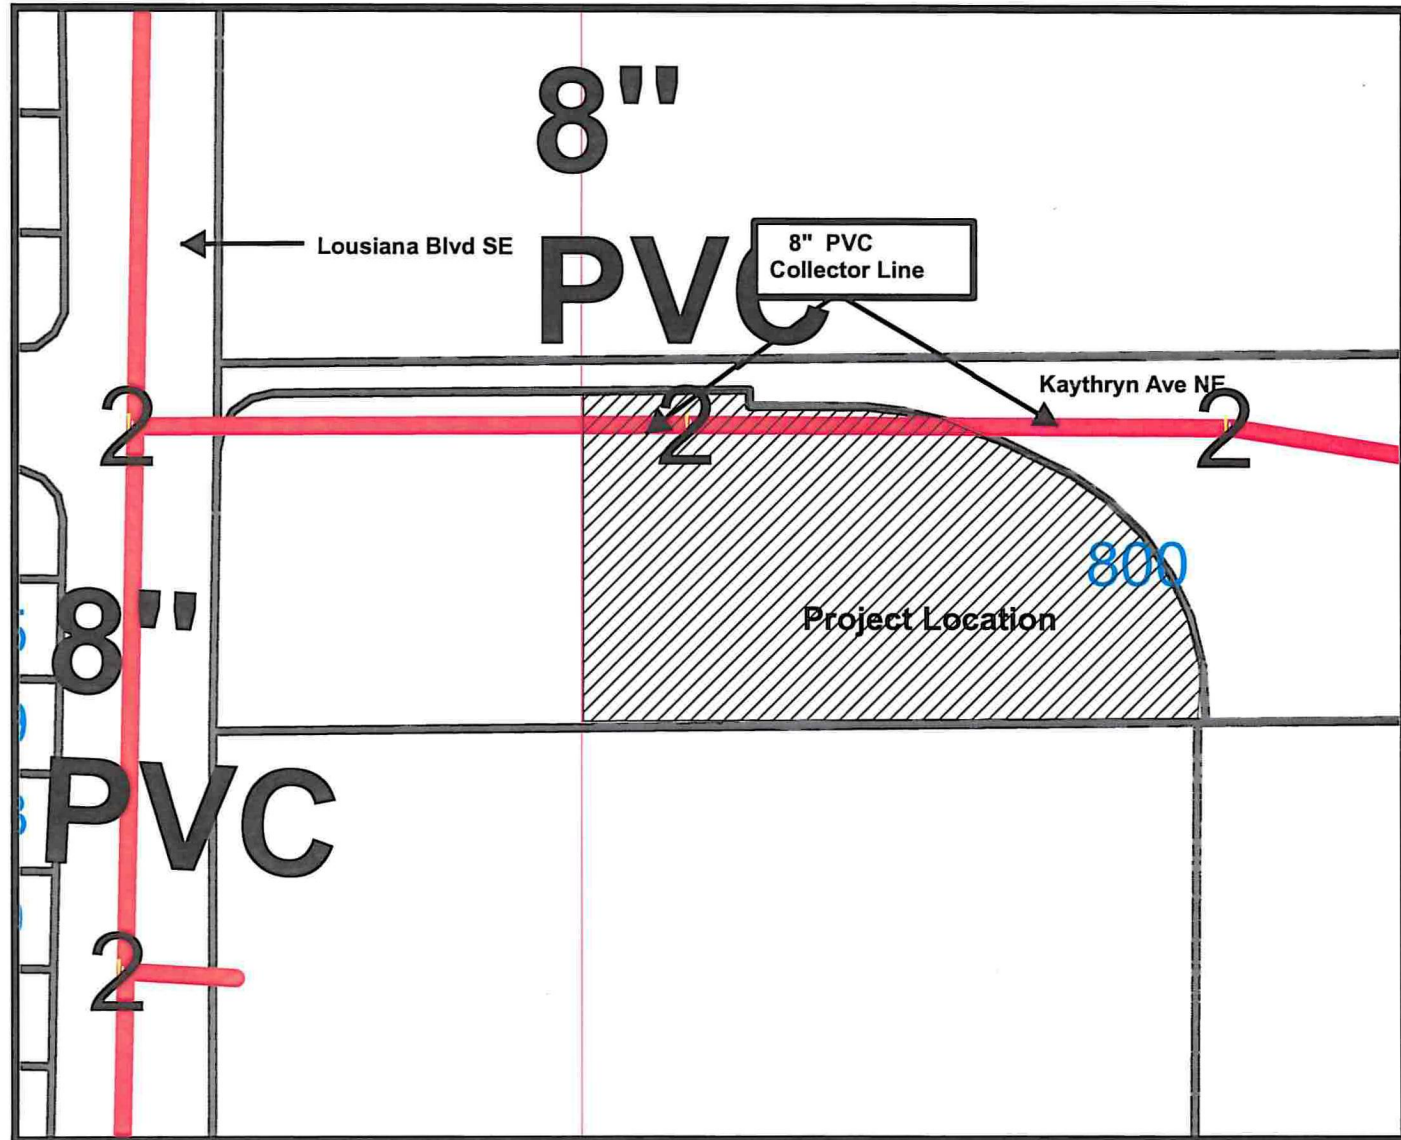 8"
PVC
Lousiana Blvd SE
8" PVC
Collector Line
Kaythryn Ave NE
2
2
2
800
Project Location
8"
PVC
2